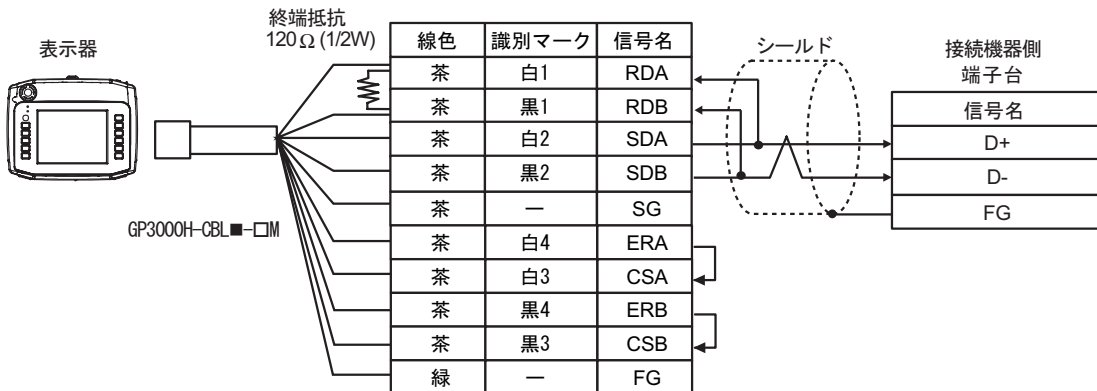 表示器
GP3000H-CBL■-□M
終端抵抗
120Ω(1/2W)
線色 識別マーク 信号名
茶 白1 RDA
茶 黒1 RDB
茶 白2 SDA
茶 黒2 SDB
茶 — SG
茶 白4 ERA
茶 白3 CSA
茶 黒4 ERB
茶 黒3 CSB
緑 — FG
シールド
接続機器側
端子台
信号名
D+
D-
FG